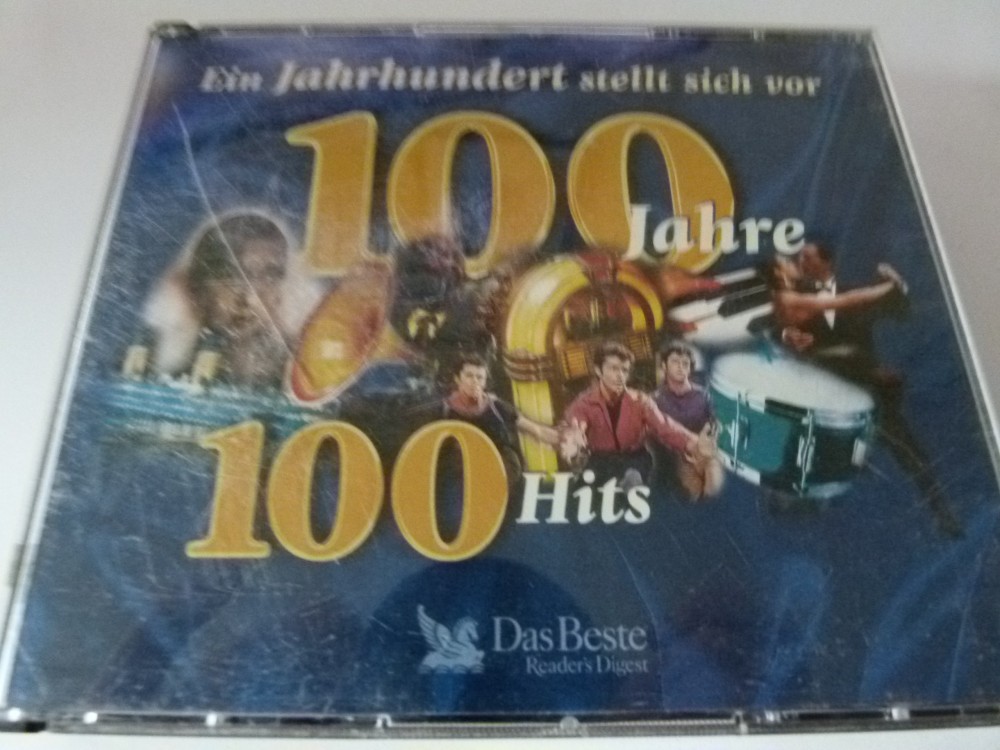 Ein Jahrhundert stellt sich vor
100
Jahre
100
Hits
Das Beste
Reader's Digest